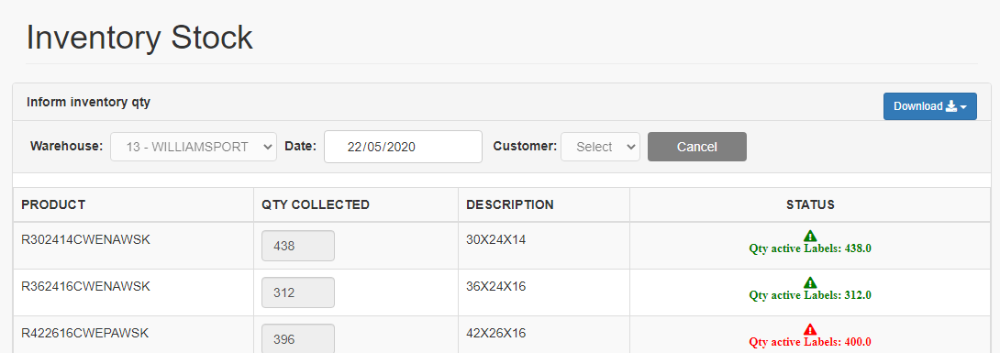 Inventory Stock
Inform inventory qty
Download
Warehouse: 13 - WILLIAMSPORT Date: 22/05/2020 Customer: Select Cancel
PRODUCT QTY COLLECTED DESCRIPTION STATUS
R302414CWENAWSK 438 30X24X14
Qty active Labels: 438.0
R362416CWENAWSK 312 36X24X16
Qty active Labels: 312.0
R422616CWEPAWSK 396 42X26X16
Qty active Labels: 400.0